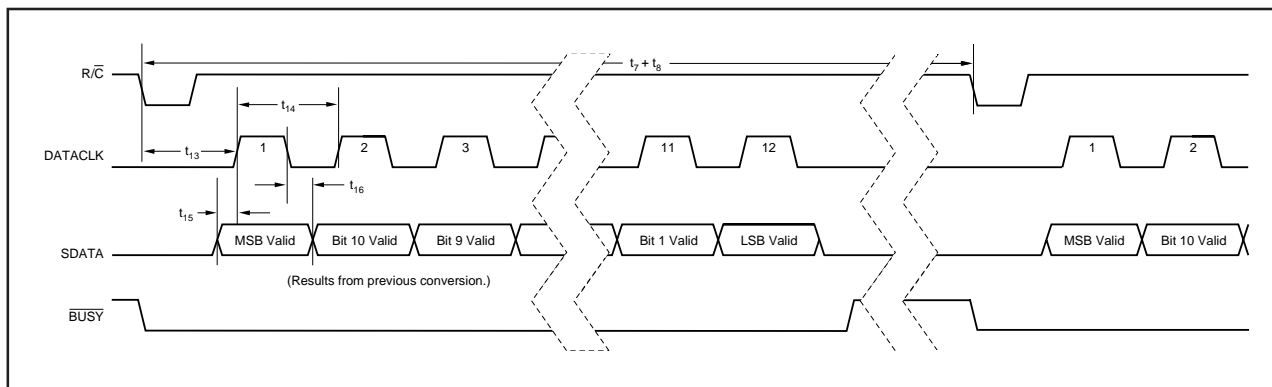 R/C̅
t7 + t8
t14
DATACLK
t13
1
2
3
11
12
1
2
t16
t15
SDATA
MSB Valid
Bit 10 Valid
Bit 9 Valid
Bit 1 Valid
LSB Valid
MSB Valid
Bit 10 Valid
(Results from previous conversion.)
B̅U̅S̅Y̅